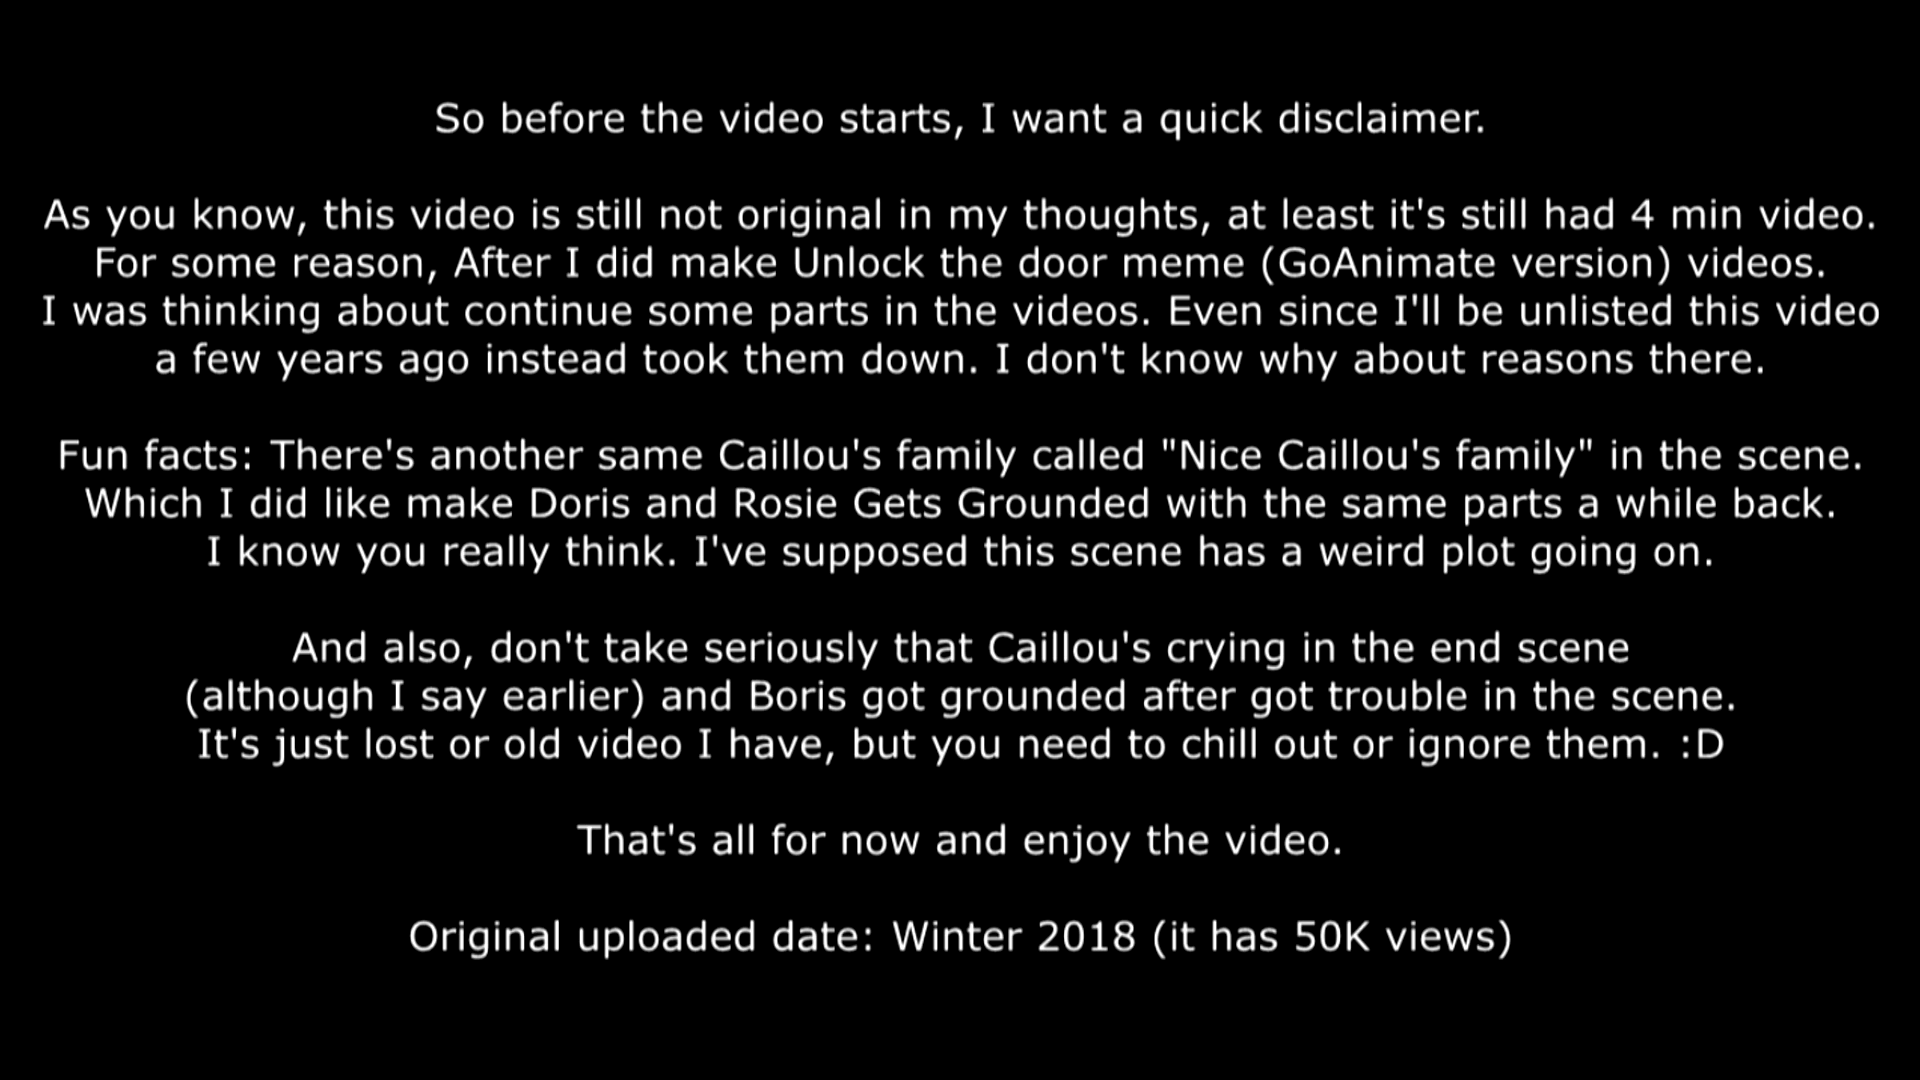 So before the video starts, I want a quick disclaimer.
As you know, this video is still not original in my thoughts, at least it's still had 4 min video.
For some reason, After I did make Unlock the door meme (GoAnimate version) videos.
I was thinking about continue some parts in the videos. Even since I'll be unlisted this video
a few years ago instead took them down. I don't know why about reasons there.
Fun facts: There's another same Caillou's family called "Nice Caillou's family" in the scene.
Which I did like make Doris and Rosie Gets Grounded with the same parts a while back.
I know you really think. I've supposed this scene has a weird plot going on.
And also, don't take seriously that Caillou's crying in the end scene
(although I say earlier) and Boris got grounded after got trouble in the scene.
It's just lost or old video I have, but you need to chill out or ignore them. :D
That's all for now and enjoy the video.
Original uploaded date: Winter 2018 (it has 50K views)